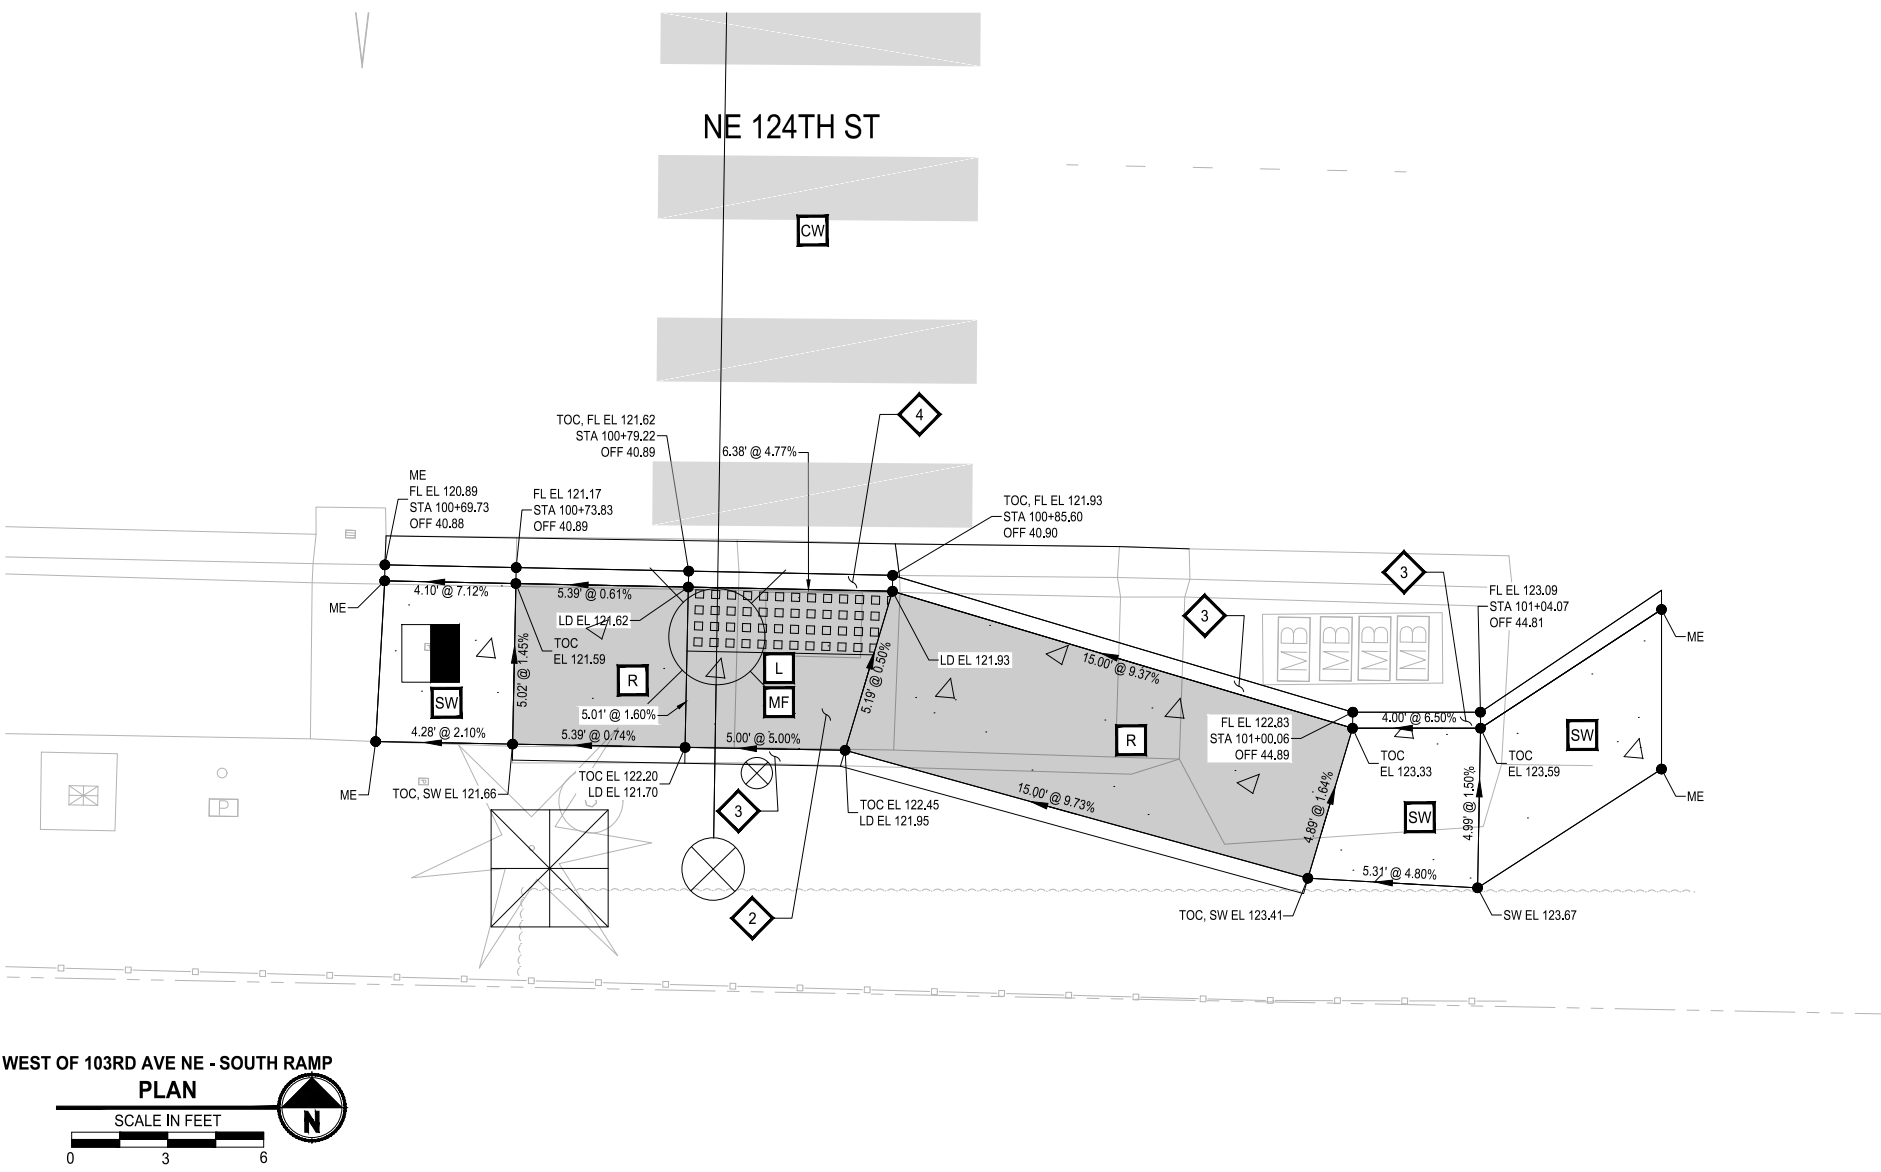 NE 124TH ST
CW
4
TOC, FL EL 121.62
STA 100+79.22
OFF 40.89
6.38' @ 4.77%
ME
FL EL 120.89
STA 100+69.73
OFF 40.88
FL EL 121.17
STA 100+73.83
OFF 40.89
TOC, FL EL 121.93
STA 100+85.60
OFF 40.90
3
3
FL EL 123.09
STA 101+04.07
OFF 44.81
4.10' @ 7.12%
5.39' @ 0.61%
ME
LD EL 121.62
TOC
EL 121.59
5.02' @ 1.45%
R
L
MF
SW
5.01' @ 1.60%
5.19' @ 0.50%
LD EL 121.93
15.00' @ 9.37%
MB
MB
MB
MB
ME
4.28' @ 2.10%
5.39' @ 0.74%
5.00' @ 5.00%
R
FL EL 122.83
STA 101+00.06
OFF 44.89
4.00' @ 6.50%
SW
TOC
EL 123.33
TOC
EL 123.59
ME
TOC, SW EL 121.66
TOC EL 122.20
LD EL 121.70
P
3
TOC EL 122.45
LD EL 121.95
15.00' @ 9.73%
4.89' @ 1.64%
SW
4.99' @ 1.50%
ME
5.31' @ 4.80%
2
TOC, SW EL 123.41
SW EL 123.67
WEST OF 103RD AVE NE - SOUTH RAMP
PLAN
SCALE IN FEET
N
0 3 6